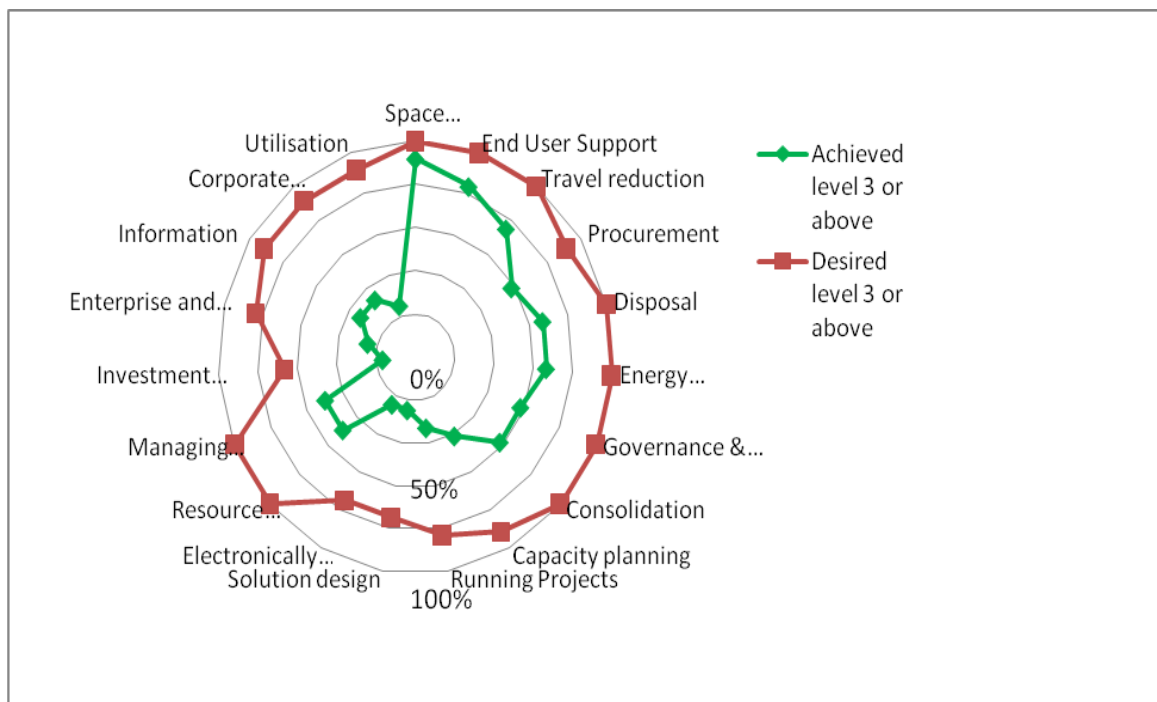 Space...
Utilisation
End User Support
Corporate...
Travel reduction
Information
Procurement
Enterprise and...
Disposal
Investment...
0%
Energy...
Managing...
Governance &...
50%
Resource...
Consolidation
Electronically...
Capacity planning
Solution design
Running Projects
100%
Achieved
level 3 or
above
Desired
level 3 or
above